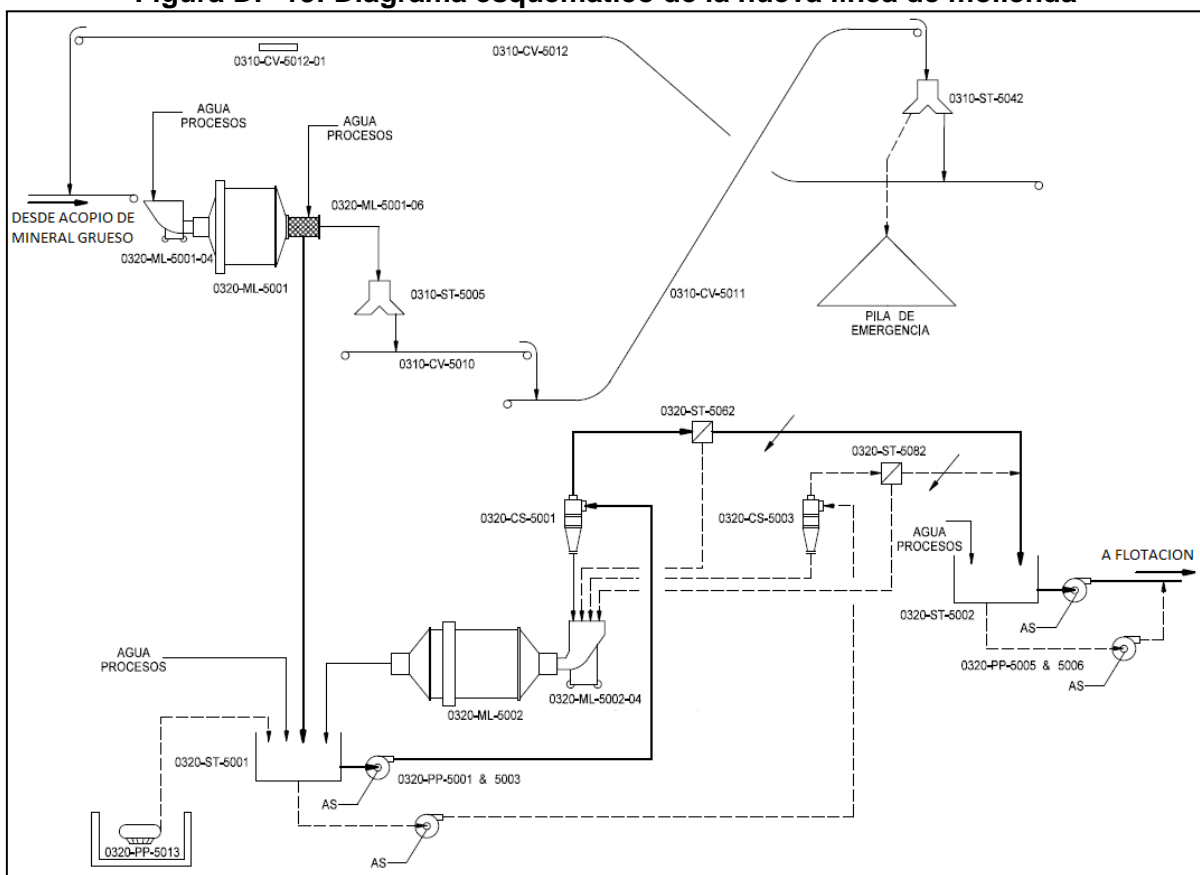 Figura D.- 13: Diagrama esquemático de la nueva línea de molienda
0310-CV-5012-01
0310-CV-5012
0310-ST-5042
AGUA
PROCESOS
AGUA
PROCESOS
DESDE ACOPIO DE
MINERAL GRUESO
0320-ML-5001-06
0320-ML-5001-04
0320-ML-5001
0310-ST-5005
0310-CV-5011
PILA DE
EMERGENCIA
0310-CV-5010
0320-ST-5062
0320-ST-5082
0320-CS-5001
0320-CS-5003
AGUA
PROCESOS
A FLOTACION
0320-ST-5002
AS
0320-PP-5005 & 5006
AS
AGUA
PROCESOS
0320-ML-5002-04
0320-ML-5002
0320-ST-5001
0320-PP-5001 & 5003
AS
0320-PP-5013
AS